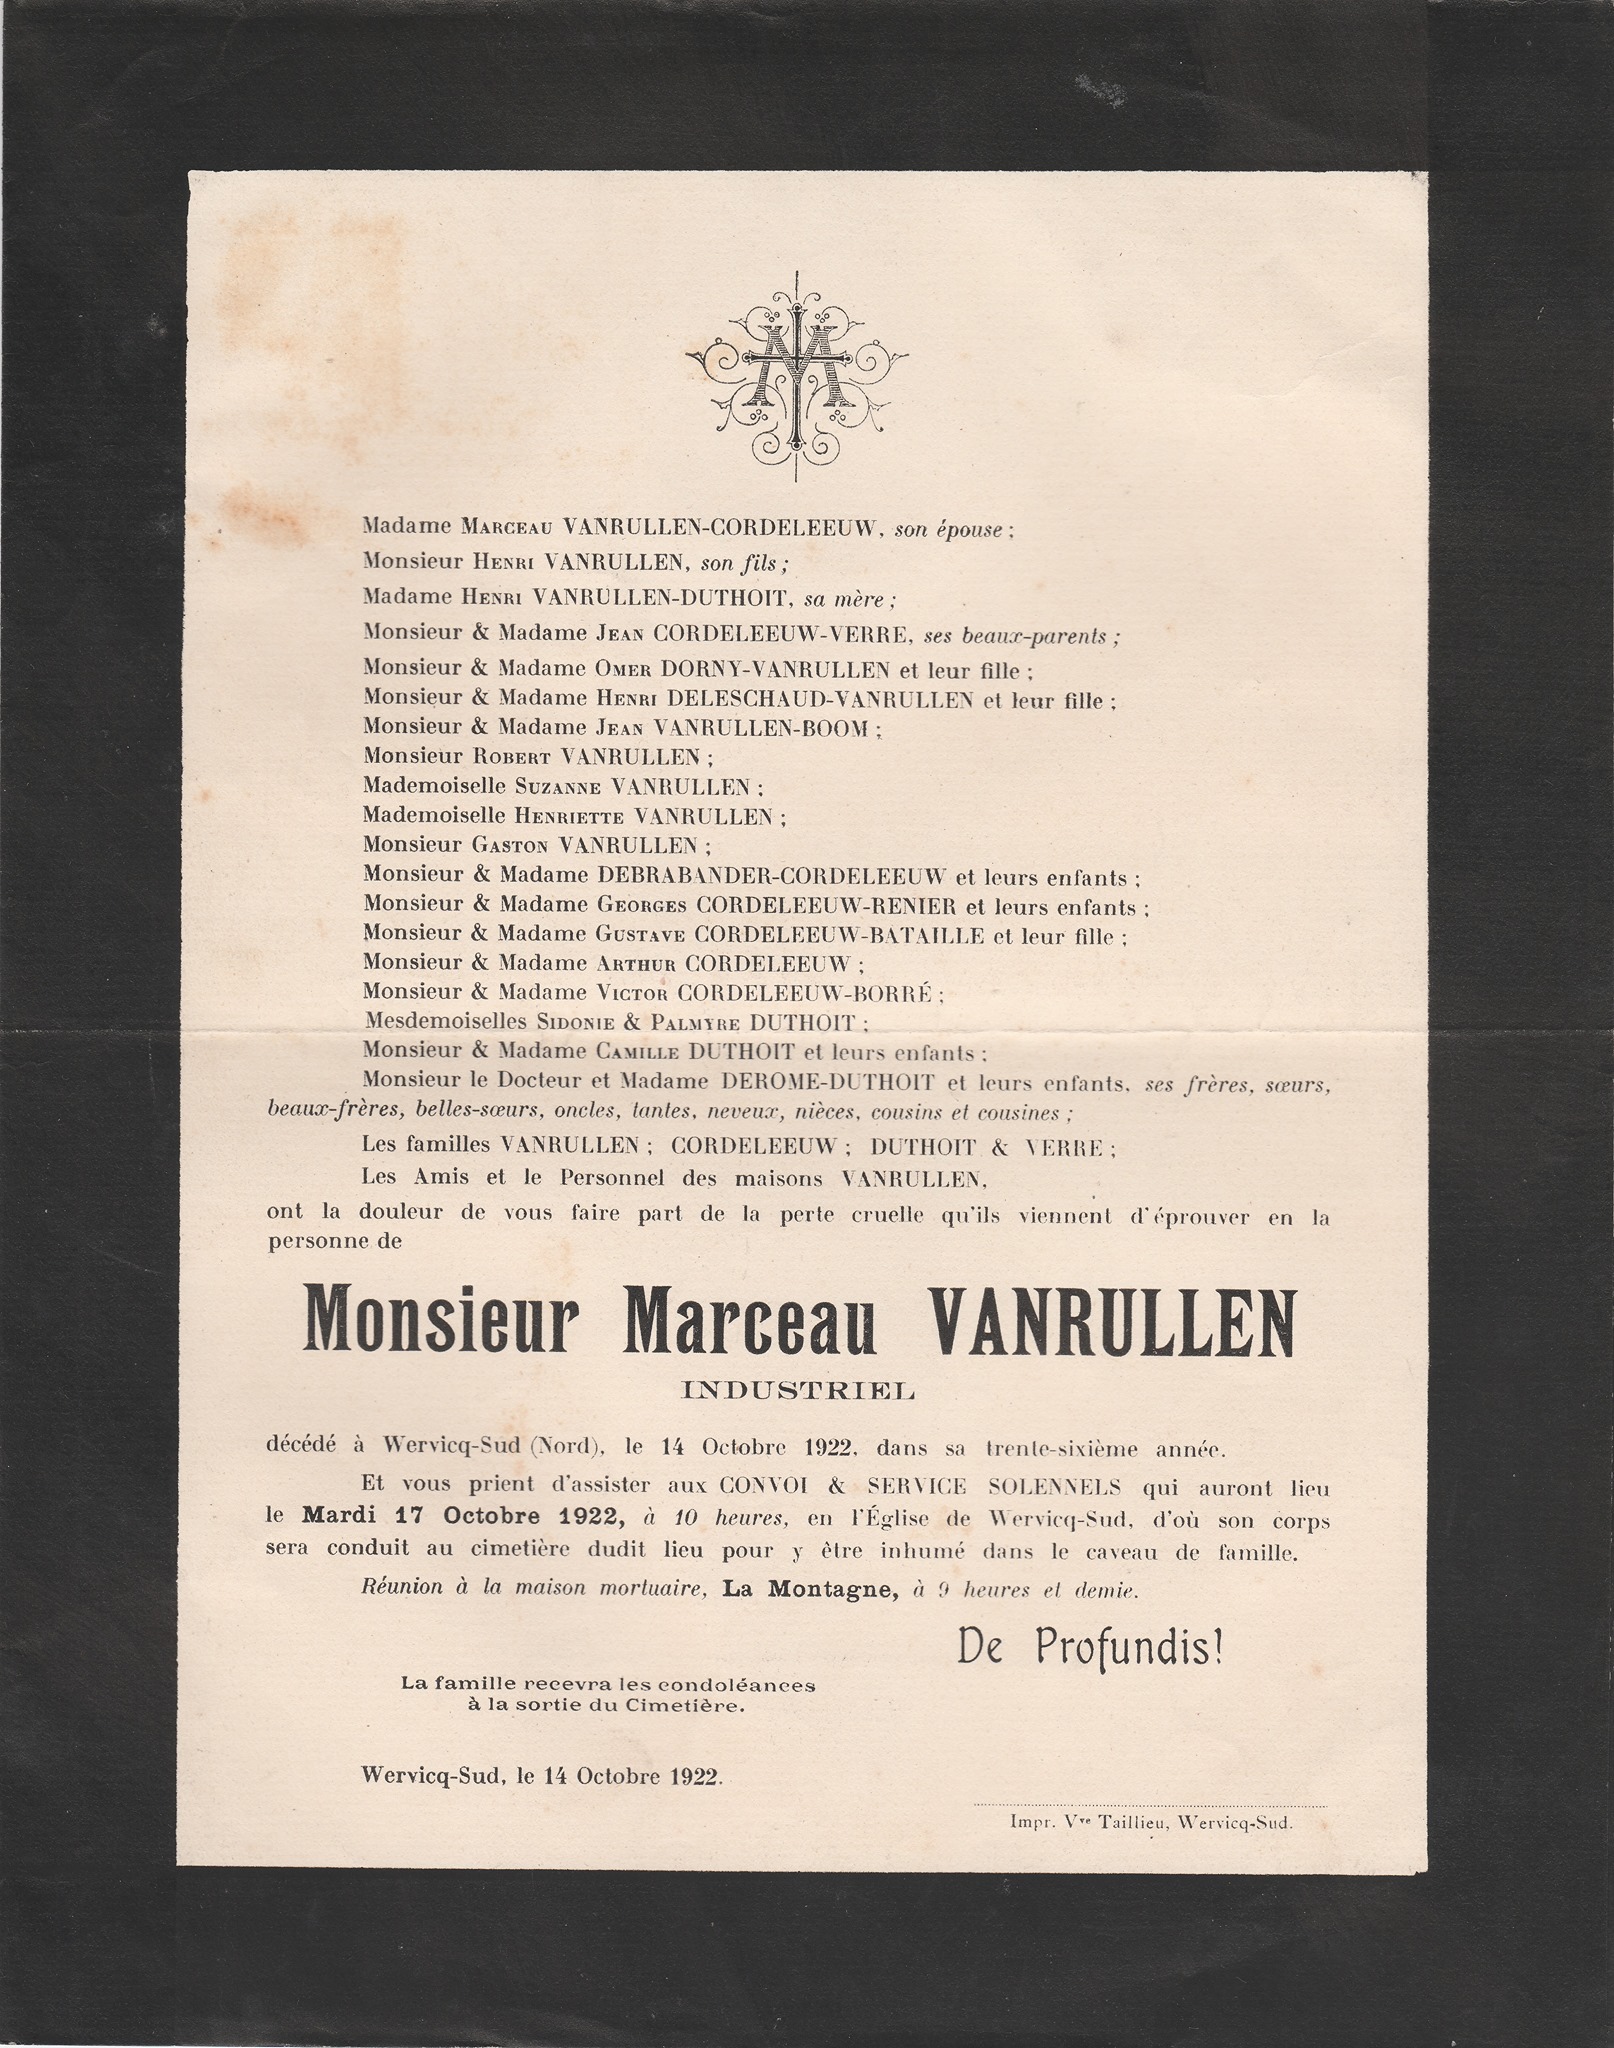 Madame Marceau VANRULLEN-CORDELEEUW, son épouse ;
Monsieur Henri VANRULLEN, son fils ;
Madame Henri VANRULLEN-DUTHOIT, sa mère ;
Monsieur & Madame Jean CORDELEEUW-VERRE, ses beaux-parents ;
Monsieur & Madame Omer DORNY-VANRULLEN et leur fille ;
Monsieur & Madame Henri DELESCHAUD-VANRULLEN et leur fille ;
Monsieur & Madame Jean VANRULLEN-BOOM ;
Monsieur Robert VANRULLEN ;
Mademoiselle Suzanne VANRULLEN ;
Mademoiselle Henriette VANRULLEN ;
Monsieur Gaston VANRULLEN ;
Monsieur & Madame DEBRABANDER-CORDELEEUW et leurs enfants ;
Monsieur & Madame Georges CORDELEEUW-RENIER et leurs enfants ;
Monsieur & Madame Gustave CORDELEEUW-BATAILLE et leur fille ;
Monsieur & Madame Arthur CORDELEEUW ;
Monsieur & Madame Victor CORDELEEUW-BORRÉ ;
Mesdemoiselles Sidonie & Palmyre DUTHOIT ;
Monsieur & Madame Camille DUTHOIT et leurs enfants ;
Monsieur le Docteur et Madame DEROME-DUTHOIT et leurs enfants, ses frères, sœurs,
beaux-frères, belles-sœurs, oncles, tantes, neveux, nièces, cousins et cousines ;
Les familles VANRULLEN ; CORDELEEUW ; DUTHOIT & VERRE ;
Les Amis et le Personnel des maisons VANRULLEN,
ont la douleur de vous faire part de la perte cruelle qu'ils viennent d'éprouver en la
personne de
Monsieur Marceau VANRULLEN
INDUSTRIEL
décédé à Wervicq-Sud (Nord), le 14 Octobre 1922, dans sa trente-sixième année.
Et vous prient d'assister aux CONVOI & SERVICE SOLENNELS qui auront lieu
le Mardi 17 Octobre 1922, à 10 heures, en l'Église de Wervicq-Sud, d'où son corps
sera conduit au cimetière dudit lieu pour y être inhumé dans le caveau de famille.
Réunion à la maison mortuaire, La Montagne, à 9 heures et demie.
De Profundis!
La famille recevra les condoléances
à la sortie du Cimetière.
Wervicq-Sud, le 14 Octobre 1922.
Impr. Vve Taillieu, Wervicq-Sud.